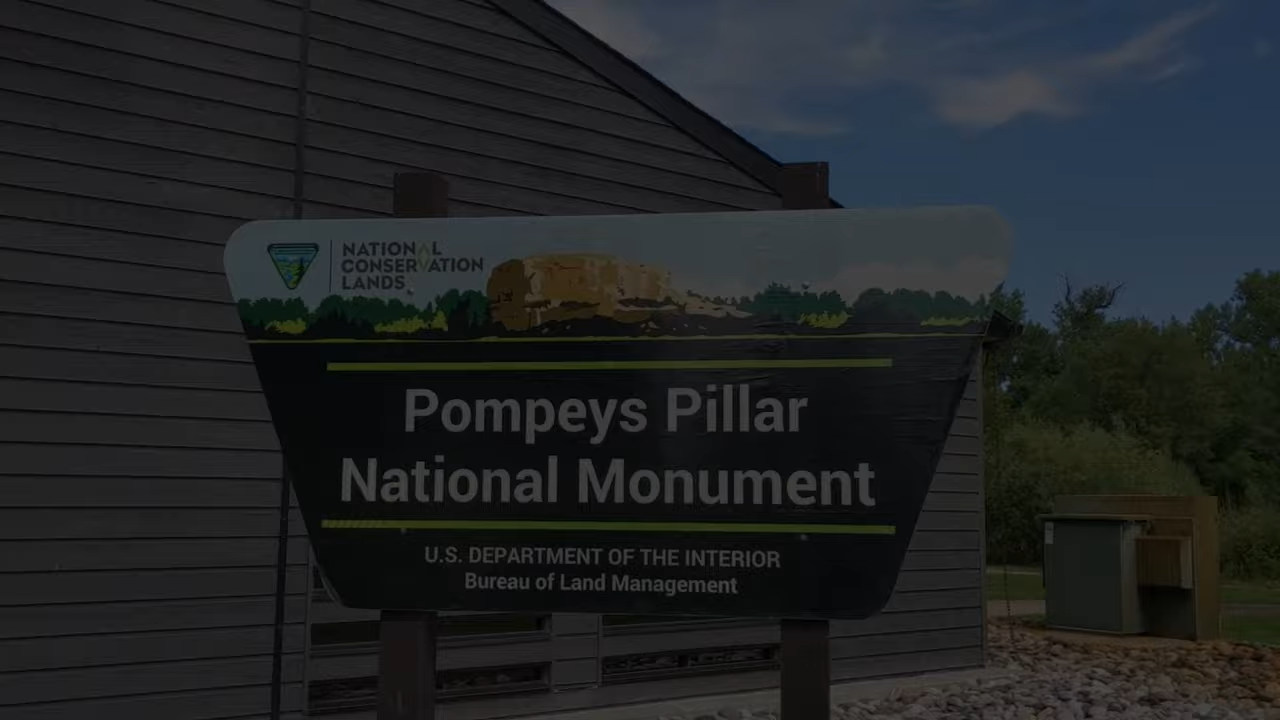 NATIONAL
CONSERVATION
LANDS
Pompeys Pillar
National Monument
U.S. DEPARTMENT OF THE INTERIOR
Bureau of Land Management